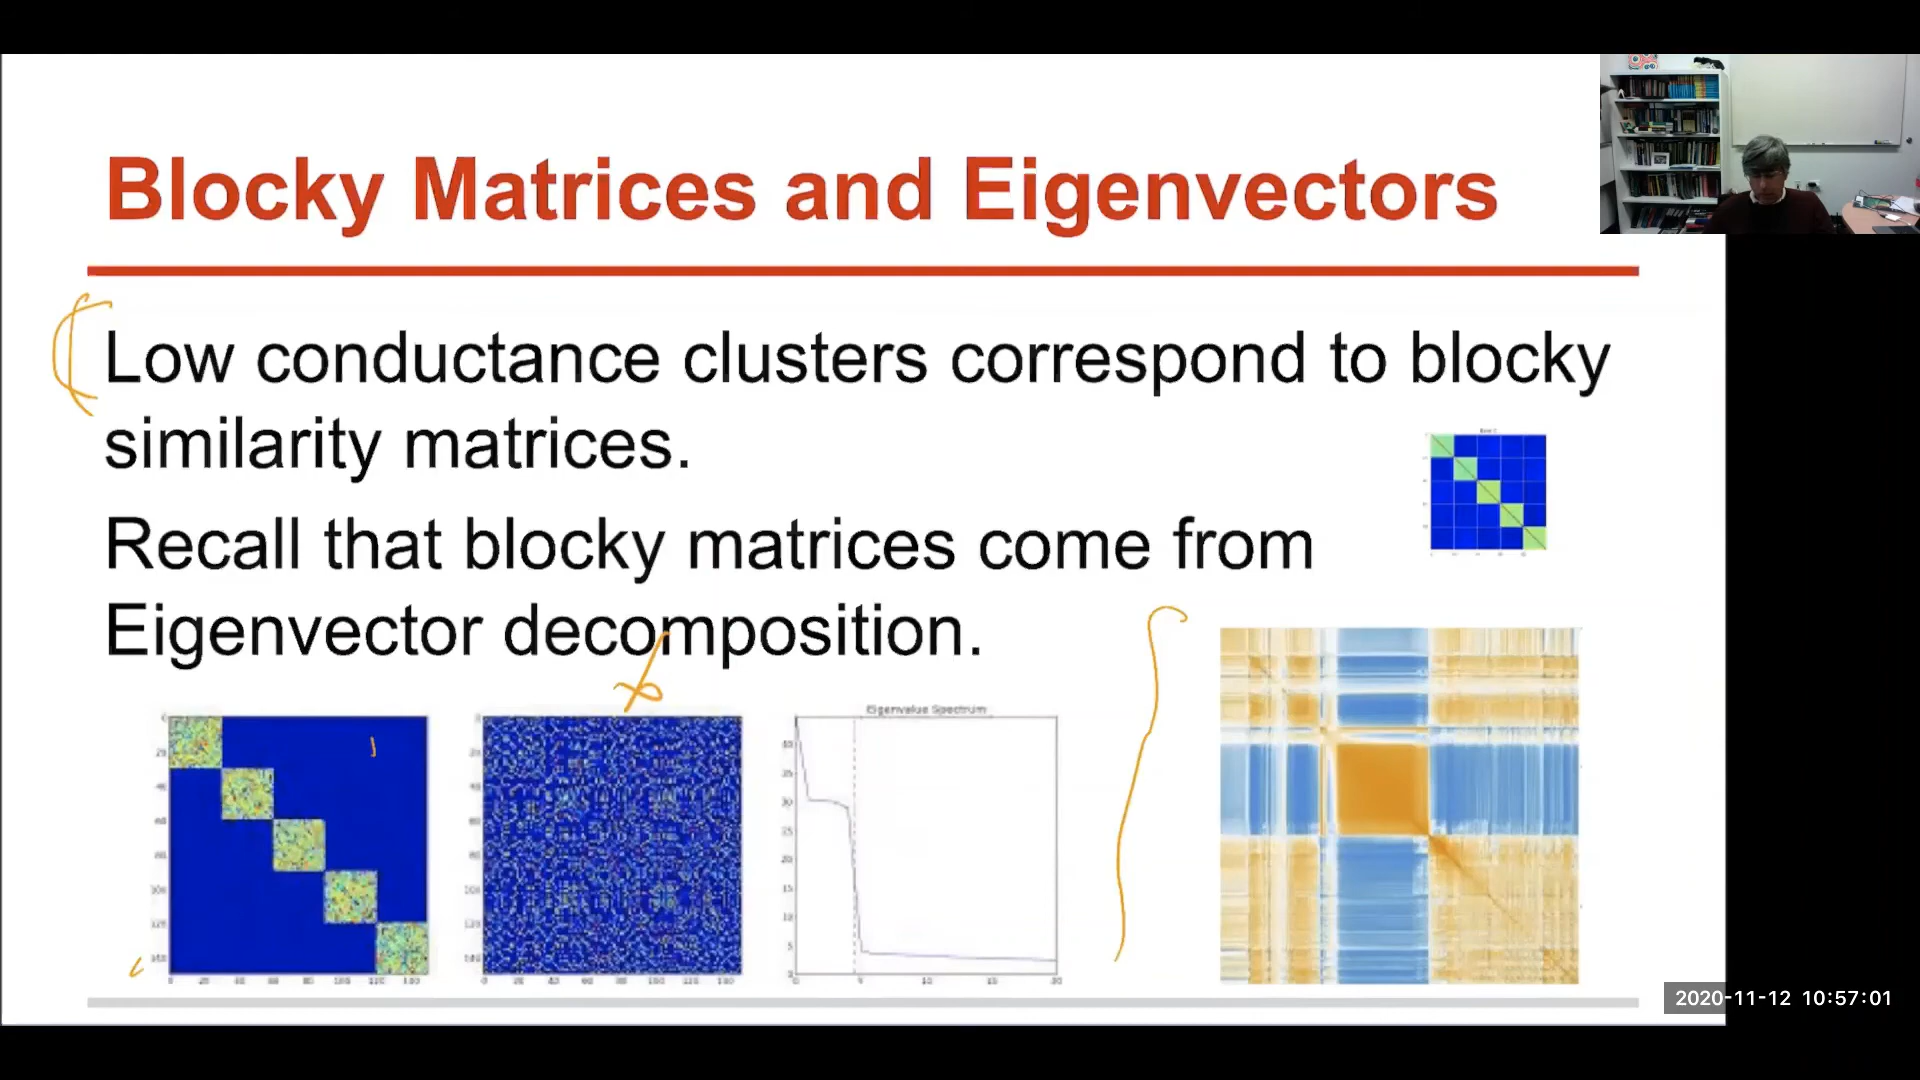 Blocky Matrices and Eigenvectors
Low conductance clusters correspond to blocky
similarity matrices.
Recall that blocky matrices come from
Eigenvector decomposition.
Eigenvalue Spectrum
2020-11-12 10:57:01